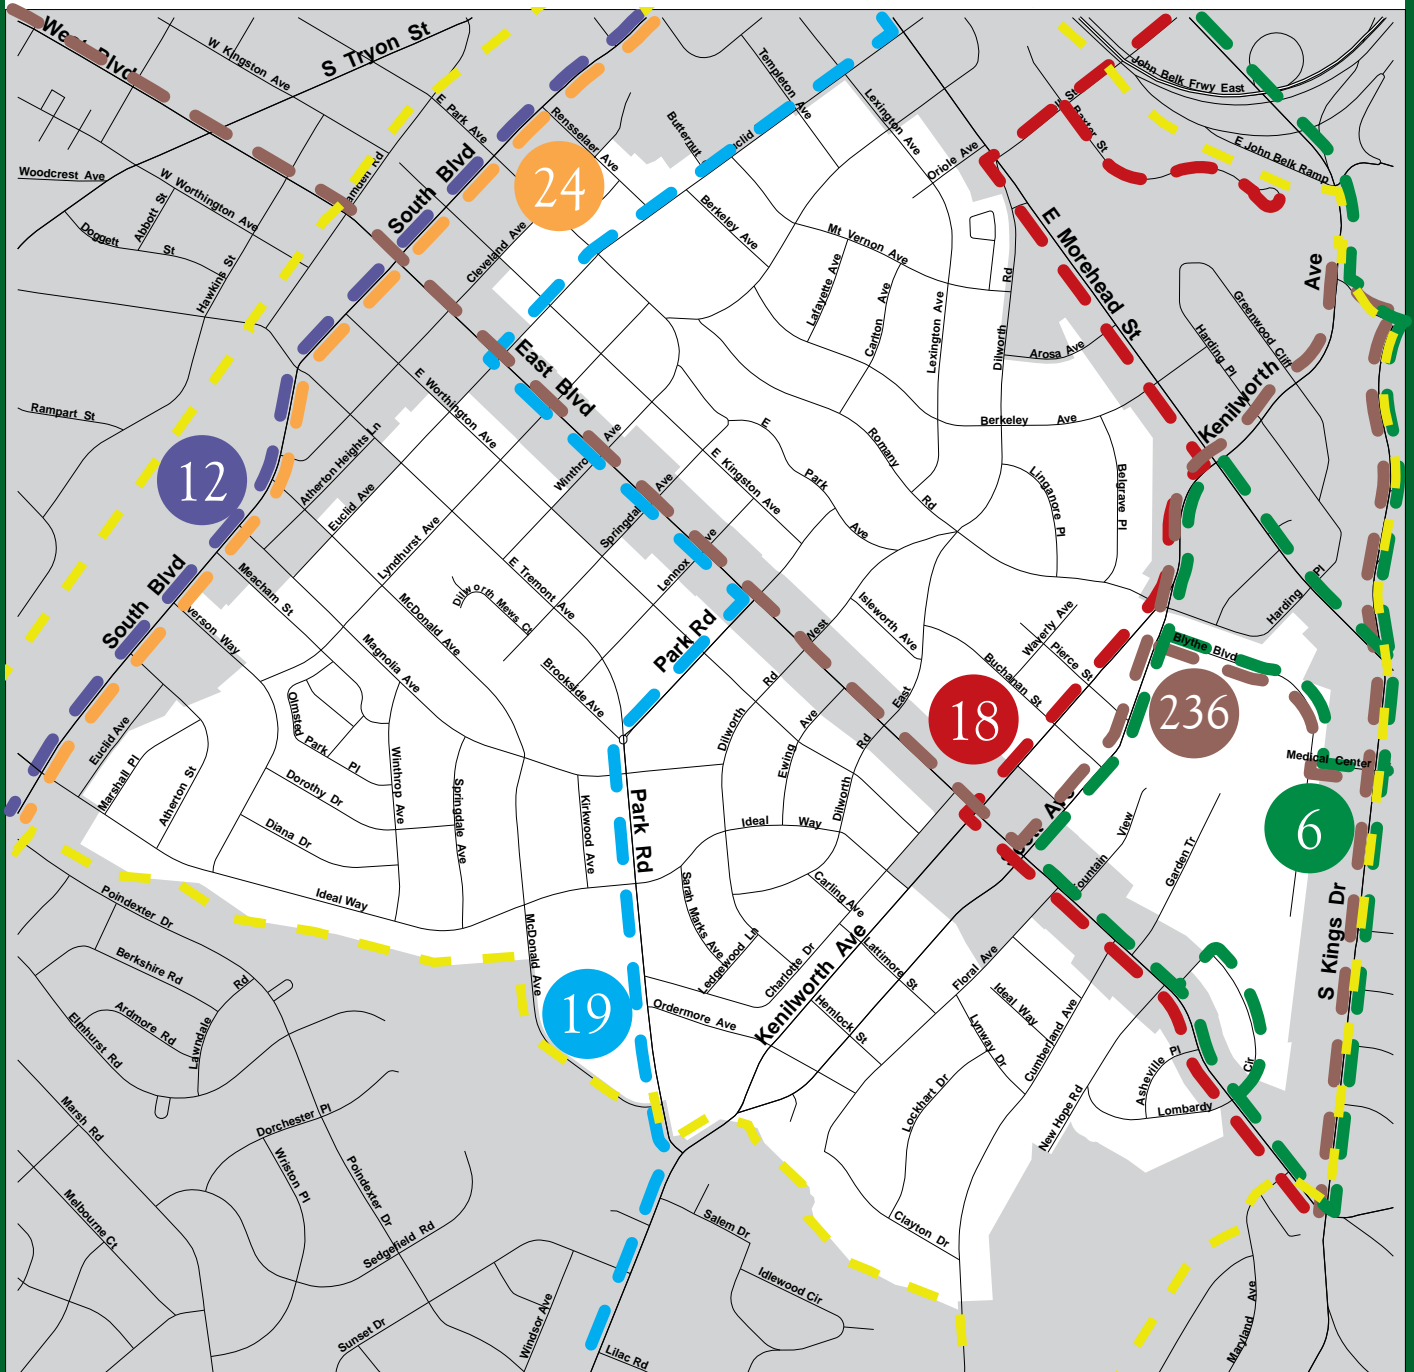 West Blvd
W Kingston Ave
S Tryon St
E Park Ave
Rensselaer Ave
Butternut
Templeton Ave
Lexington Ave
John Belk Frwy East
Baxter St
E John Belk Ramp
Oriole Ave
Woodcrest Ave
W Worthington Ave
Abbott St
Doggett St
Hawkins St
South Blvd
24
Cleveland Ave
Berkeley Ave
Mt Vernon Ave
E Morehead St
Lafayette Ave
Carlton Ave
Lexington Ave
Dilworth Rd
Arosa Ave
Harding Pl
Greenwood Cliff
Kenilworth Ave
East Blvd
E Worthington Ave
Rampart St
Berkeley Ave
12
Atherton Heights Ln
Euclid Ave
Lyndhurst Ave
E Kingston Ave
E Park Ave
Romany Rd
Linganore Pl
Belgrave Pl
Lennox
E Tremont Ave
Dilworth Mews Ct
Meacham St
South Blvd
McDonald Ave
Magnolia Ave
Brookside Ave
Park Rd
West
Isleworth Ave
Waverly Ave
Pierce St
Buchanan St
Harding Pl
Blythe Blvd
18
236
Medical Center
6
Olmsted Park Pl
Euclid Ave
Marshall Pl
Atherton St
Dorothy Dr
Diana Dr
Winthrop Ave
Springdale Ave
Kirkwood Ave
Park Rd
Dilworth Rd
Ewing Ave
Dilworth Rd East
Ideal Way
View
Garden Tr
Ideal Way
Sarah Marks Ave
Carling Ave
Ledgewood Ln
Charlotte Dr
Kenilworth Ave
Lattimore St
Floral Ave
S Kings Dr
Poindexter Dr
Berkshire Rd
Ardmore Rd
Elmhurst Rd
Lawndale Rd
McDonald Ave
19
Ordermore Ave
Hemlock St
Ideal Way
Lynway Dr
Cumberland Ave
Asheville Pl
Lombardy Cir
Lockhart Dr
New Hope Rd
Marsh Rd
Dorchester Pl
Wriston Pl
Poindexter Dr
Melbourne Ct
Sedgefield Rd
Salem Dr
Clayton Dr
Idlewood Cir
Sunset Dr
Windsor Ave
Lilac Rd
Maryland Ave